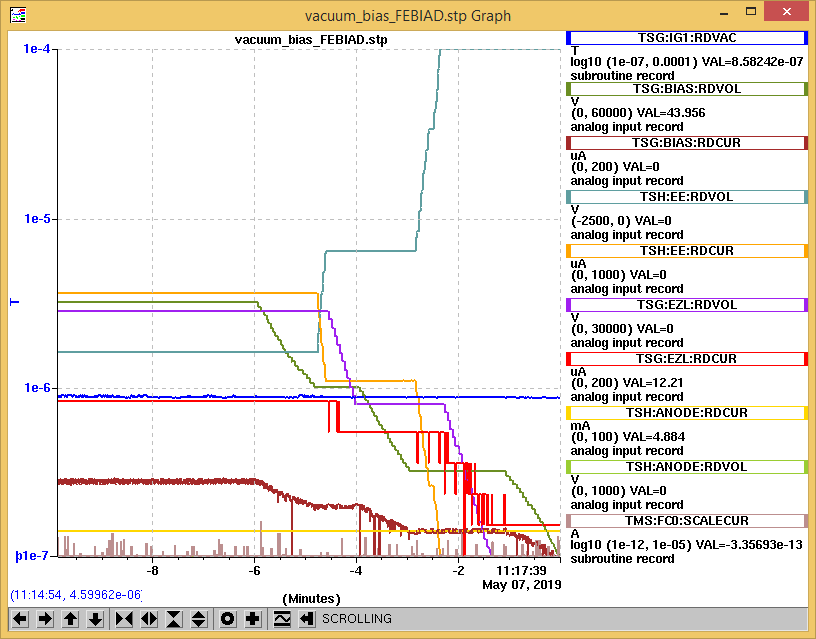 vacuum_bias_FEBIAD.stp Graph
vacuum_bias_FEBIAD.stp
1e-4
1e-5
T
1e-6
1e-7
-8
-6
-4
-2
11:17:39
May 07, 2019
(11:14:54, 4.59962e-06)
(Minutes)
SCROLLING
TSG:IG1:RDVAC
T
log10 (1e-07, 0.0001) VAL=8.58242e-07
subroutine record
TSG:BIAS:RDVOL
V
(0, 60000) VAL=43.956
analog input record
TSG:BIAS:RDCUR
uA
(0, 200) VAL=0
analog input record
TSH:EE:RDVOL
V
(-2500, 0) VAL=0
analog input record
TSH:EE:RDCUR
uA
(0, 1000) VAL=0
analog input record
TSG:EZL:RDVOL
V
(0, 30000) VAL=0
analog input record
TSG:EZL:RDCUR
uA
(0, 200) VAL=12.21
analog input record
TSH:ANODE:RDCUR
mA
(0, 100) VAL=4.884
analog input record
TSH:ANODE:RDVOL
V
(0, 1000) VAL=0
analog input record
TMS:FC0:SCALECUR
A
log10 (1e-12, 1e-05) VAL=-3.35693e-13
subroutine record